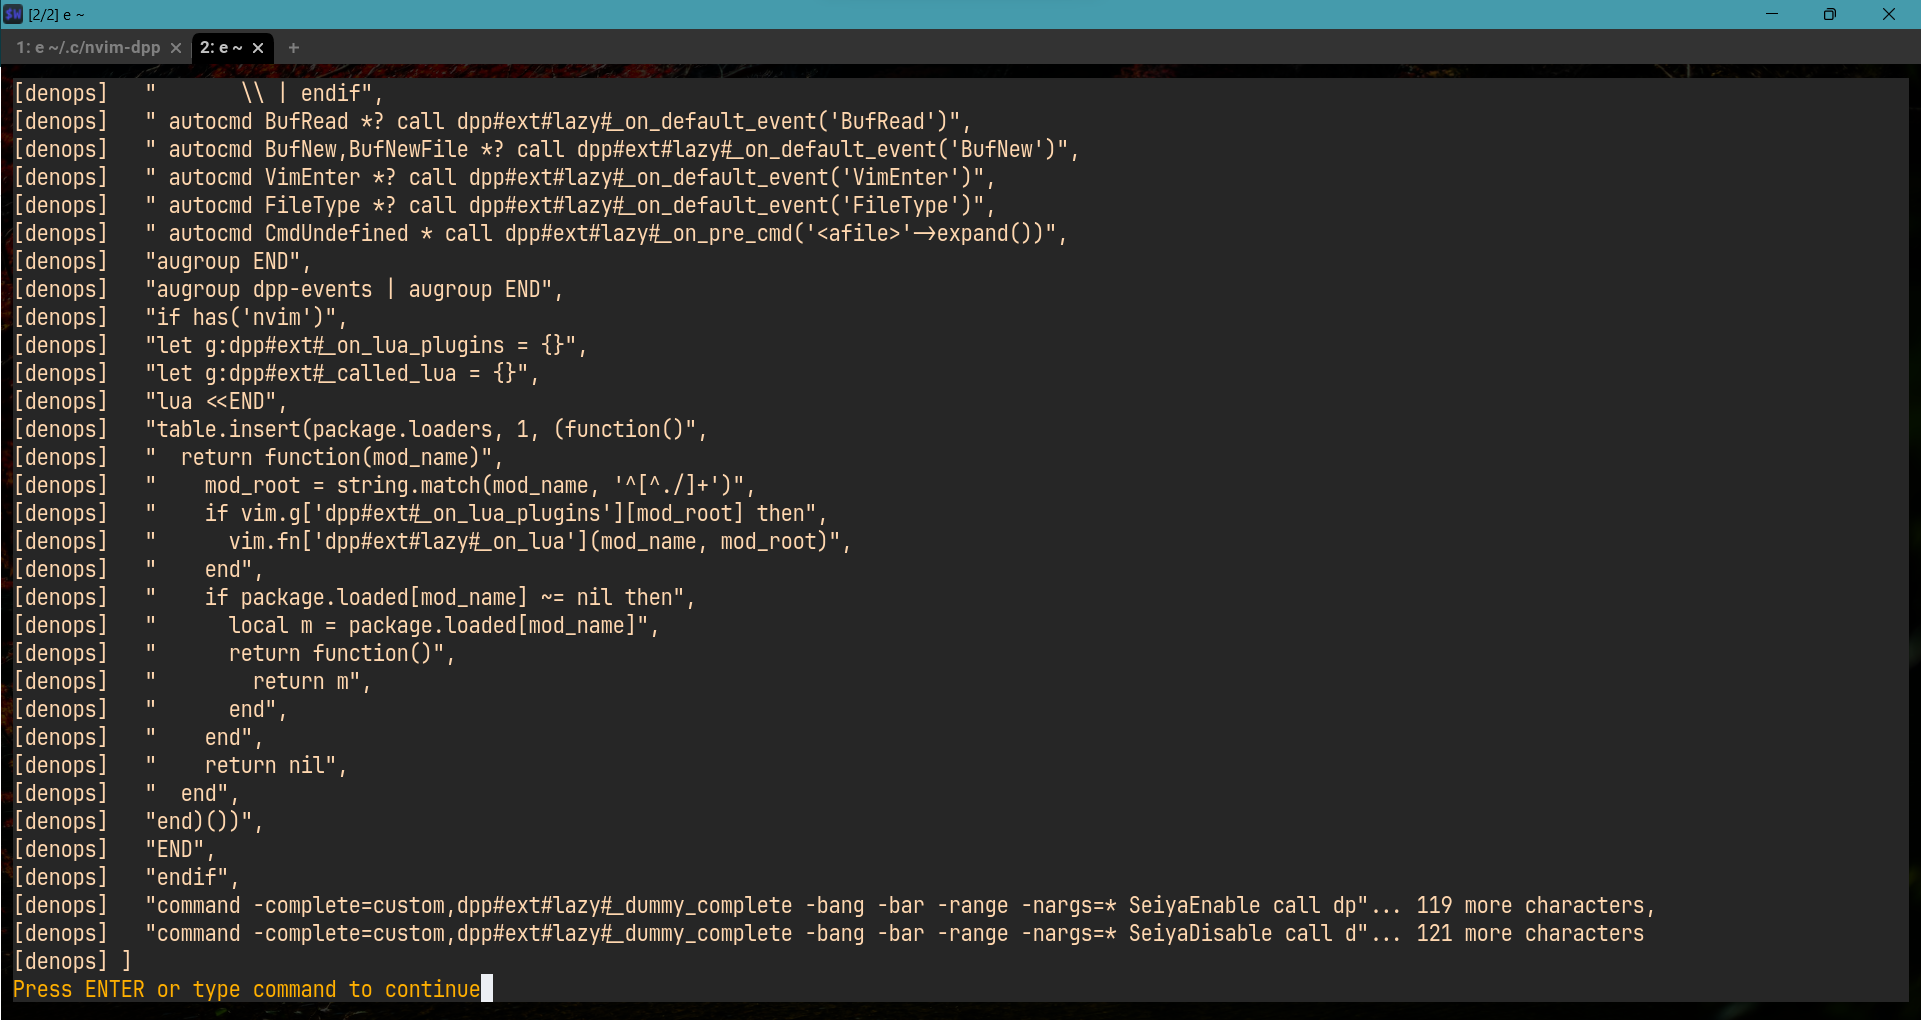 $W [2/2] e ~
1: e ~/.c/nvim-dpp × 2: e ~ × +
[denops]   "       \\ | endif",
[denops]   " autocmd BufRead *? call dpp#ext#lazy#_on_default_event('BufRead')",
[denops]   " autocmd BufNew,BufNewFile *? call dpp#ext#lazy#_on_default_event('BufNew')",
[denops]   " autocmd VimEnter *? call dpp#ext#lazy#_on_default_event('VimEnter')",
[denops]   " autocmd FileType *? call dpp#ext#lazy#_on_default_event('FileType')",
[denops]   " autocmd CmdUndefined * call dpp#ext#lazy#_on_pre_cmd('<afile>'->expand())",
[denops]   "augroup END",
[denops]   "augroup dpp-events | augroup END",
[denops]   "if has('nvim')",
[denops]   "let g:dpp#ext#_on_lua_plugins = {}",
[denops]   "let g:dpp#ext#_called_lua = {}",
[denops]   "lua <<END",
[denops]   "table.insert(package.loaders, 1, (function()",
[denops]   "  return function(mod_name)",
[denops]   "    mod_root = string.match(mod_name, '^[^./]+')",
[denops]   "    if vim.g['dpp#ext#_on_lua_plugins'][mod_root] then",
[denops]   "      vim.fn['dpp#ext#lazy#_on_lua'](mod_name, mod_root)",
[denops]   "    end",
[denops]   "    if package.loaded[mod_name] ~= nil then",
[denops]   "      local m = package.loaded[mod_name]",
[denops]   "      return function()",
[denops]   "        return m",
[denops]   "      end",
[denops]   "    end",
[denops]   "    return nil",
[denops]   "  end",
[denops]   "end)())",
[denops]   "END",
[denops]   "endif",
[denops]   "command -complete=custom,dpp#ext#lazy#_dummy_complete -bang -bar -range -nargs=* SeiyaEnable call dp"... 119 more characters,
[denops]   "command -complete=custom,dpp#ext#lazy#_dummy_complete -bang -bar -range -nargs=* SeiyaDisable call d"... 121 more characters
[denops] ]
Press ENTER or type command to continue